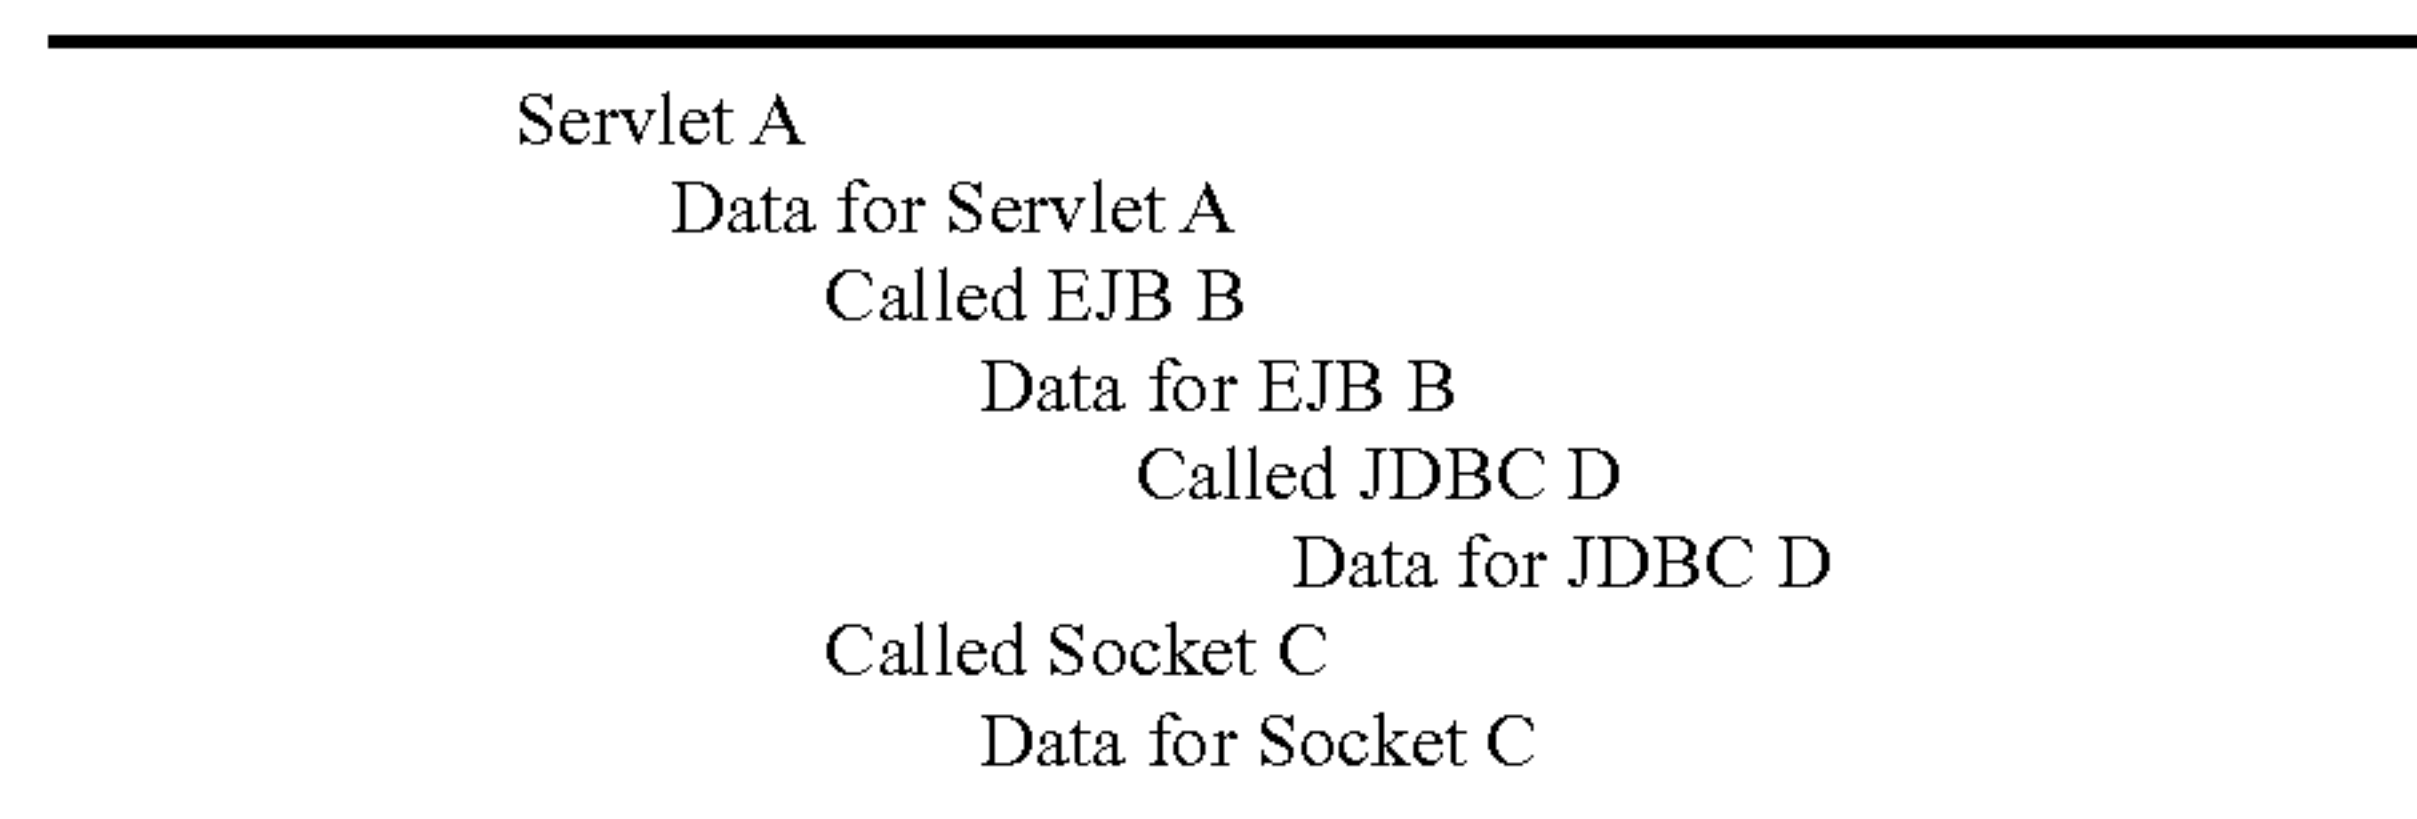 Servlet A
Data for Servlet A
Called EJB B
Data for EJB B
Called JDBC D
Data for JDBC D
Called Socket C
Data for Socket C